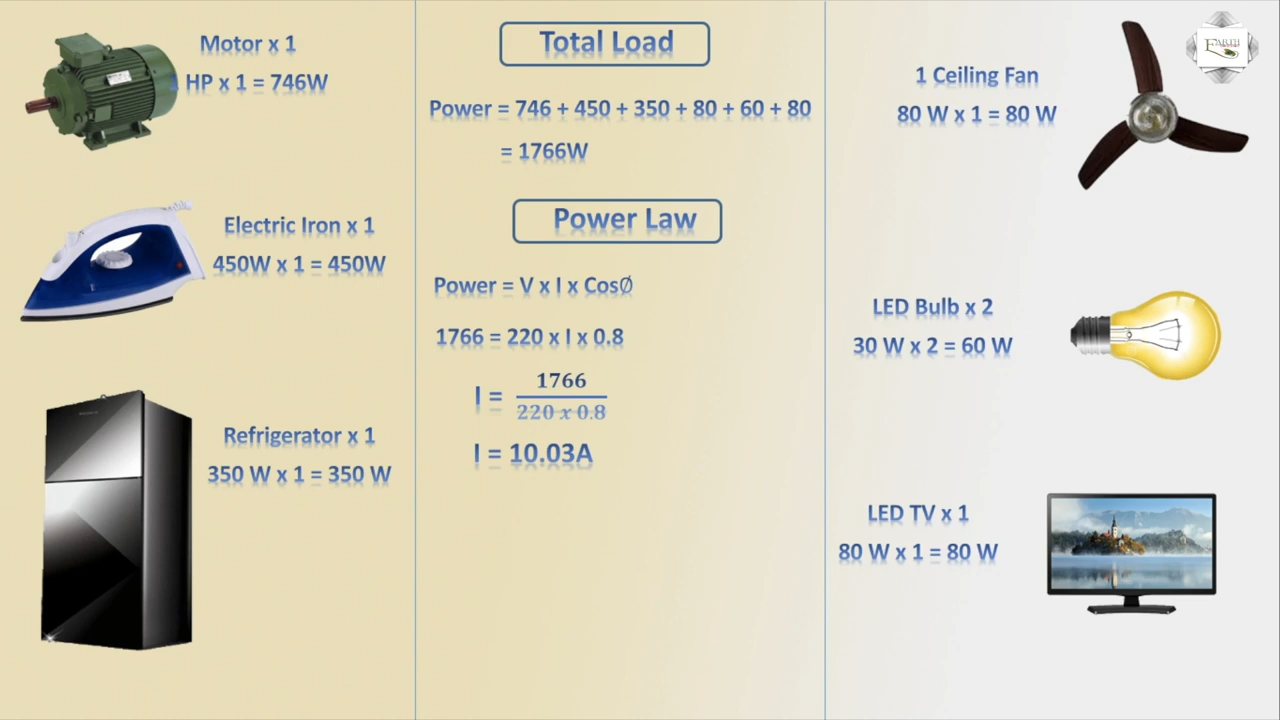 Motor x 1
1 HP x 1 = 746W
Electric Iron x 1
450W x 1 = 450W
Refrigerator x 1
350 W x 1 = 350 W
Total Load
Power = 746 + 450 + 350 + 80 + 60 + 80
= 1766W
Power Law
Power = V x I x CosØ
1766 = 220 x I x 0.8
I = 1766 / 220 x 0.8
I = 10.03A
1 Ceiling Fan
80 W x 1 = 80 W
LED Bulb x 2
30 W x 2 = 60 W
LED TV x 1
80 W x 1 = 80 W